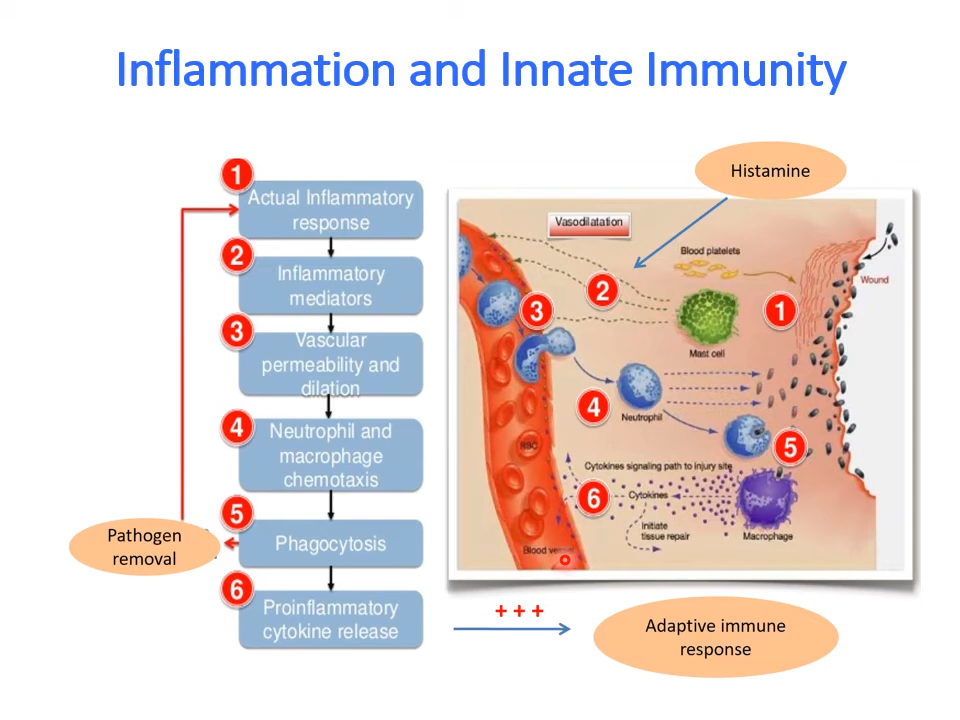 Inflammation and Innate Immunity
1
Actual Inflammatory
response
2
Inflammatory
mediators
3
Vascular
permeability and
dilation
4
Neutrophil and
macrophage
chemotaxis
5
Phagocytosis
Pathogen
removal
6
Proinflammatory
cytokine release
+ + +
Adaptive immune
response
Histamine
Vasodilatation
Blood platelets
Wound
2
3
1
Mast cell
4
Neutrophil
5
RBC
Cytokines signaling path to injury site
6
Cytokines
Initiate
tissue repair
Macrophage
Blood